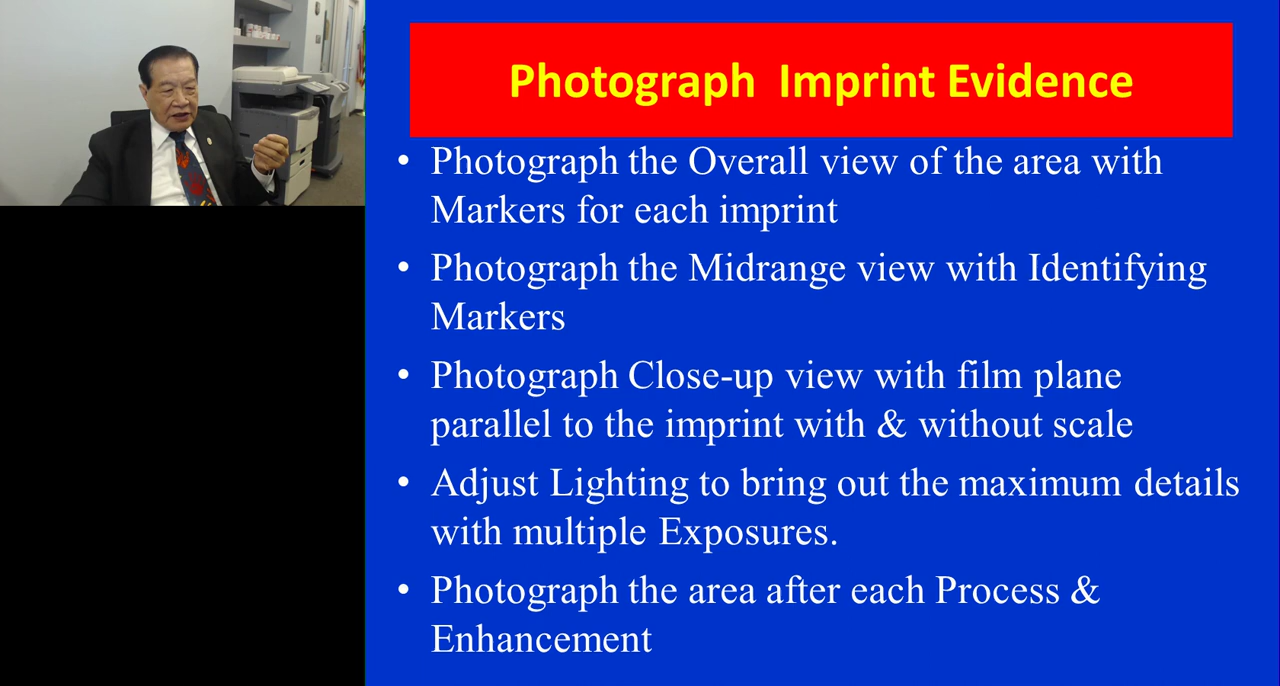 Photograph  Imprint Evidence
• Photograph the Overall view of the area with
Markers for each imprint
• Photograph the Midrange view with Identifying
Markers
• Photograph Close-up view with film plane
parallel to the imprint with & without scale
• Adjust Lighting to bring out the maximum details
with multiple Exposures.
• Photograph the area after each Process &
Enhancement